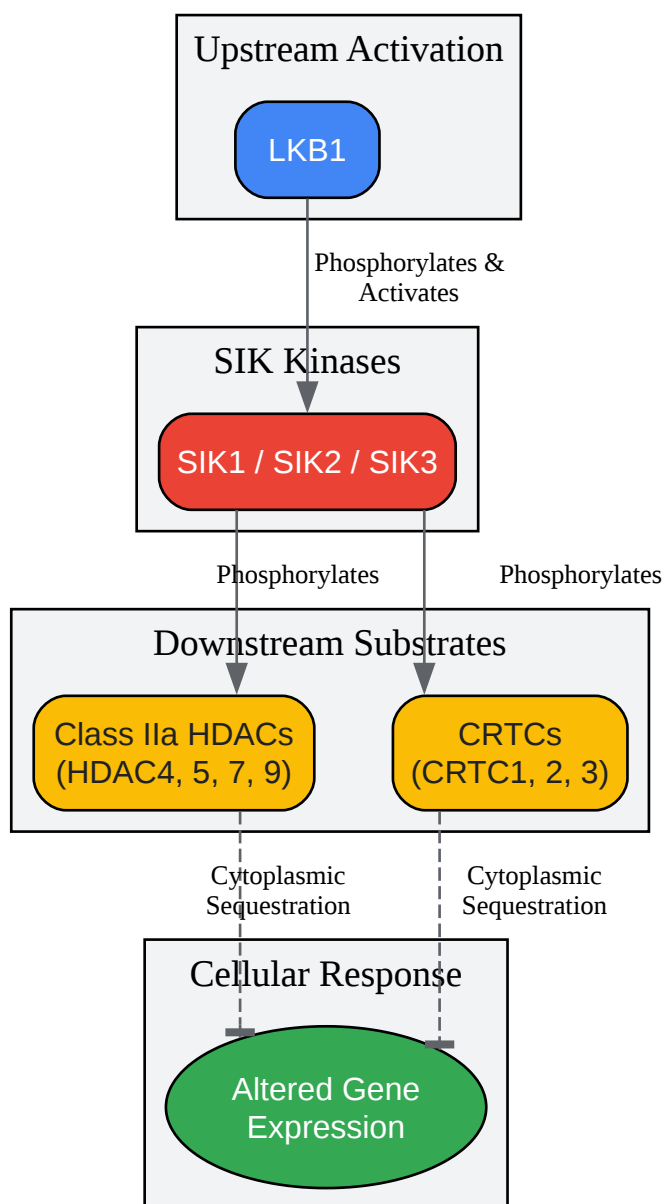 Upstream Activation
LKB1
Phosphorylates &
Activates
SIK Kinases
SIK1 / SIK2 / SIK3
Phosphorylates
Phosphorylates
Downstream Substrates
Class IIa HDACs
(HDAC4, 5, 7, 9)
CRTCs
(CRTC1, 2, 3)
Cytoplasmic
Sequestration
Cytoplasmic
Sequestration
Cellular Response
Altered Gene
Expression